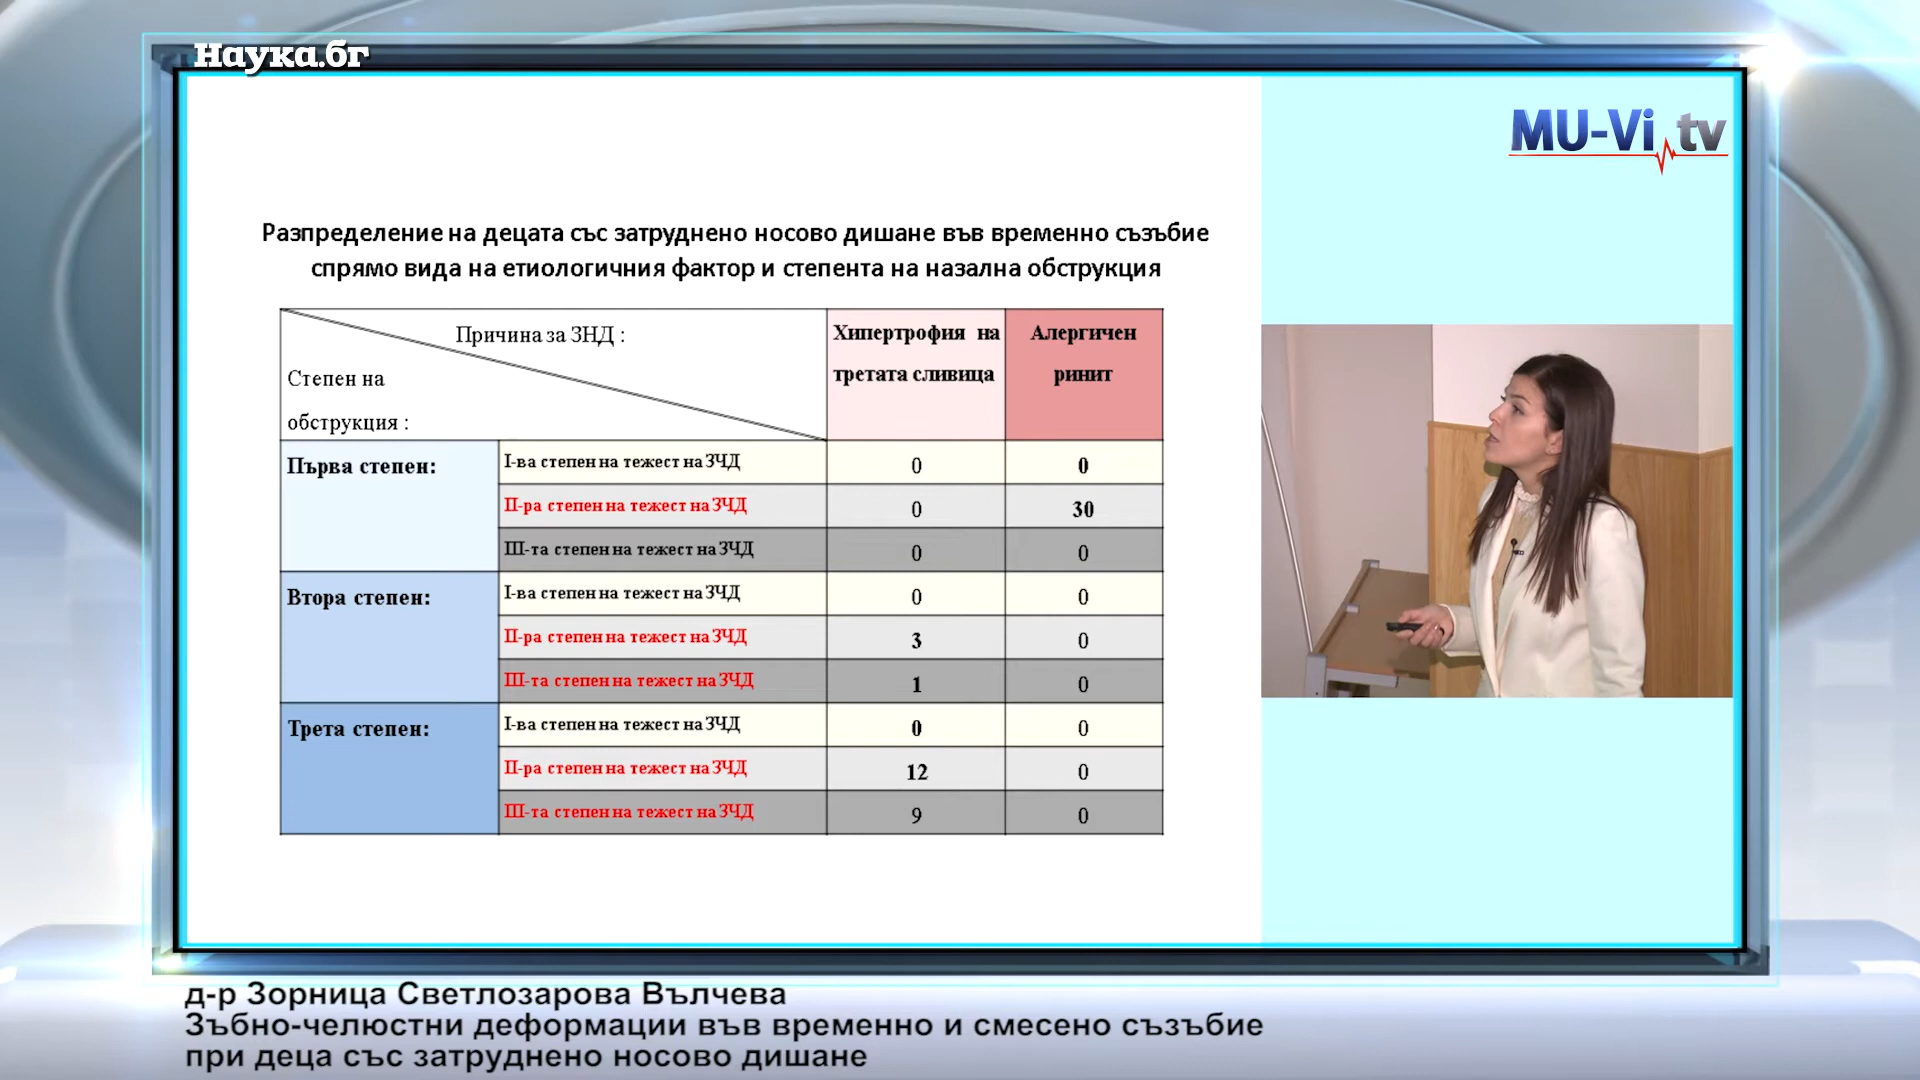 Наука.бг
MU-Vi tv
Разпределение на децата със затруднено носово дишане във временно съзъбие
спрямо вида на етиологичния фактор и степента на назална обструкция
Причина за ЗНД :
Степен на
обструкция :
Хипертрофия на
третата сливица
Алергичен
ринит
Първа степен:
I-ва степен на тежест на ЗЧД 0 0
II-ра степен на тежест на ЗЧД 0 30
III-та степен на тежест на ЗЧД 0 0
Втора степен:
I-ва степен на тежест на ЗЧД 0 0
II-ра степен на тежест на ЗЧД 3 0
III-та степен на тежест на ЗЧД 1 0
Трета степен:
I-ва степен на тежест на ЗЧД 0 0
II-ра степен на тежест на ЗЧД 12 0
III-та степен на тежест на ЗЧД 9 0
д-р Зорница Светлозарова Вълчева
Зъбно-челюстни деформации във временно и смесено съзъбие
при деца със затруднено носово дишане